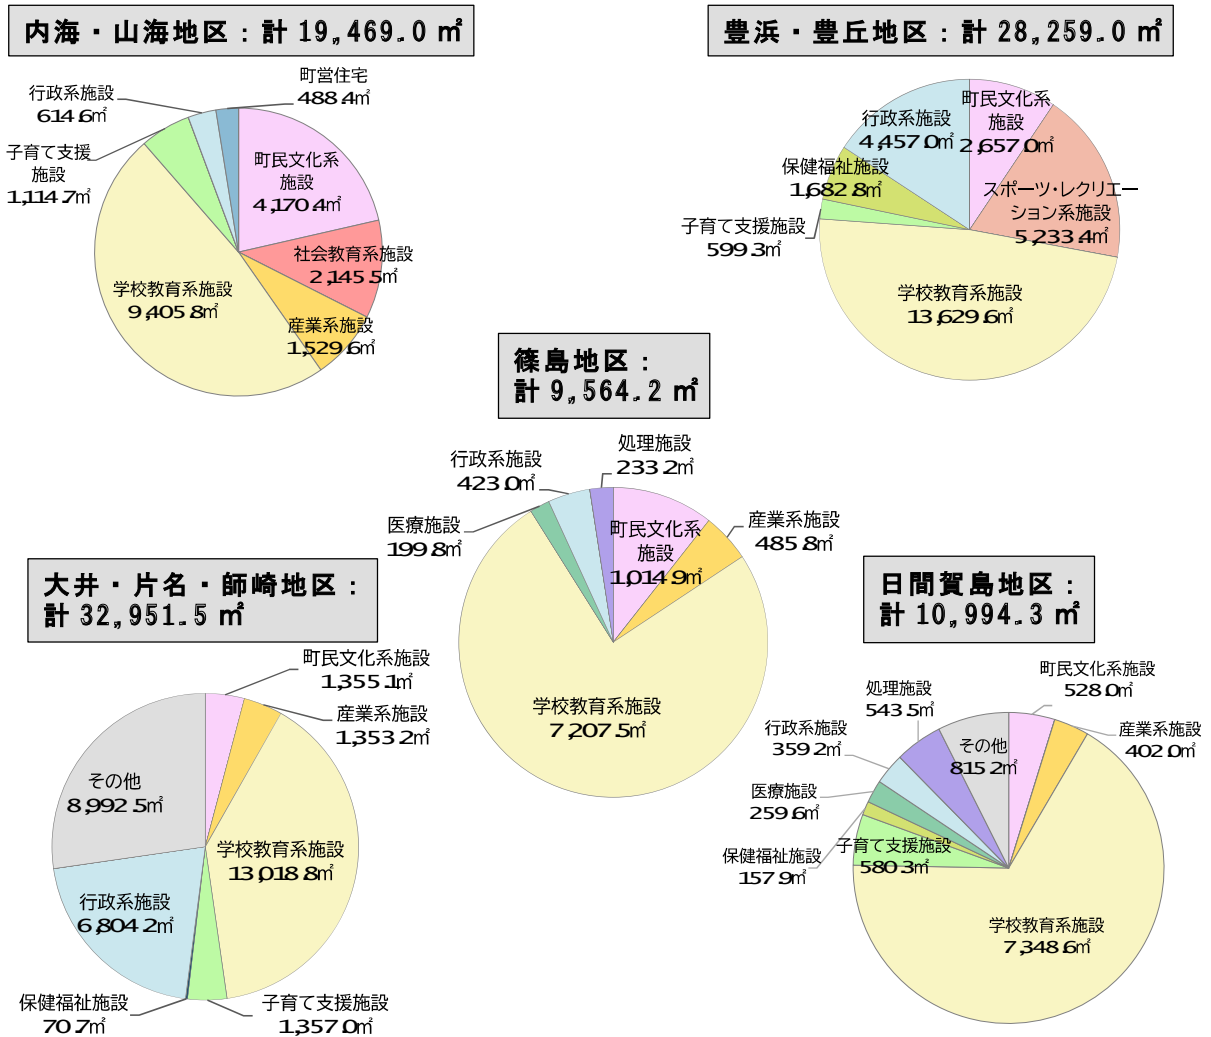 内海・山海地区：計 19,469.0 ㎡
町営住宅
488.4㎡
行政系施設
614.6㎡
子育て支援
施設
1,114.7㎡
町民文化系
施設
4,170.4㎡
社会教育系施設
2,145.5㎡
産業系施設
1,529.6㎡
学校教育系施設
9,405.8㎡
豊浜・豊丘地区：計 28,259.0 ㎡
町民文化系
施設
2,657.0㎡
行政系施設
4,457.0㎡
保健福祉施設
1,682.8㎡
子育て支援施設
599.3㎡
スポーツ・レクリエー
ション系施設
5,233.4㎡
学校教育系施設
13,629.6㎡
篠島地区：
計 9,564.2 ㎡
処理施設
233.2㎡
行政系施設
423.0㎡
医療施設
199.8㎡
町民文化系
施設
1,014.9㎡
産業系施設
485.8㎡
学校教育系施設
7,207.5㎡
大井・片名・師崎地区：
計 32,951.5 ㎡
町民文化系施設
1,355.1㎡
産業系施設
1,353.2㎡
その他
8,992.5㎡
学校教育系施設
13,018.8㎡
行政系施設
6,804.2㎡
保健福祉施設
70.7㎡
子育て支援施設
1,357.0㎡
日間賀島地区：
計 10,994.3 ㎡
町民文化系施設
528.0㎡
処理施設
543.5㎡
産業系施設
402.0㎡
行政系施設
359.2㎡
その他
815.2㎡
医療施設
259.6㎡
子育て支援施設
580.3㎡
保健福祉施設
157.9㎡
学校教育系施設
7,348.6㎡